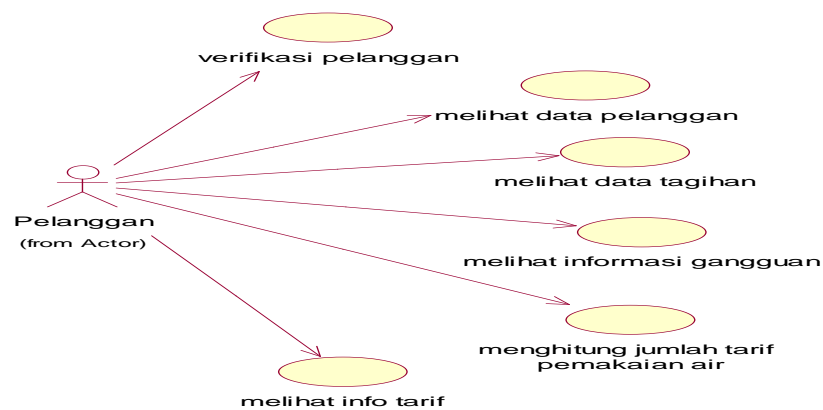 verifikasi pelanggan
melihat data pelanggan
melihat data tagihan
Pelanggan
(from Actor)
melihat informasi gangguan
menghitung jumlah tarif
pemakaian air
melihat info tarif